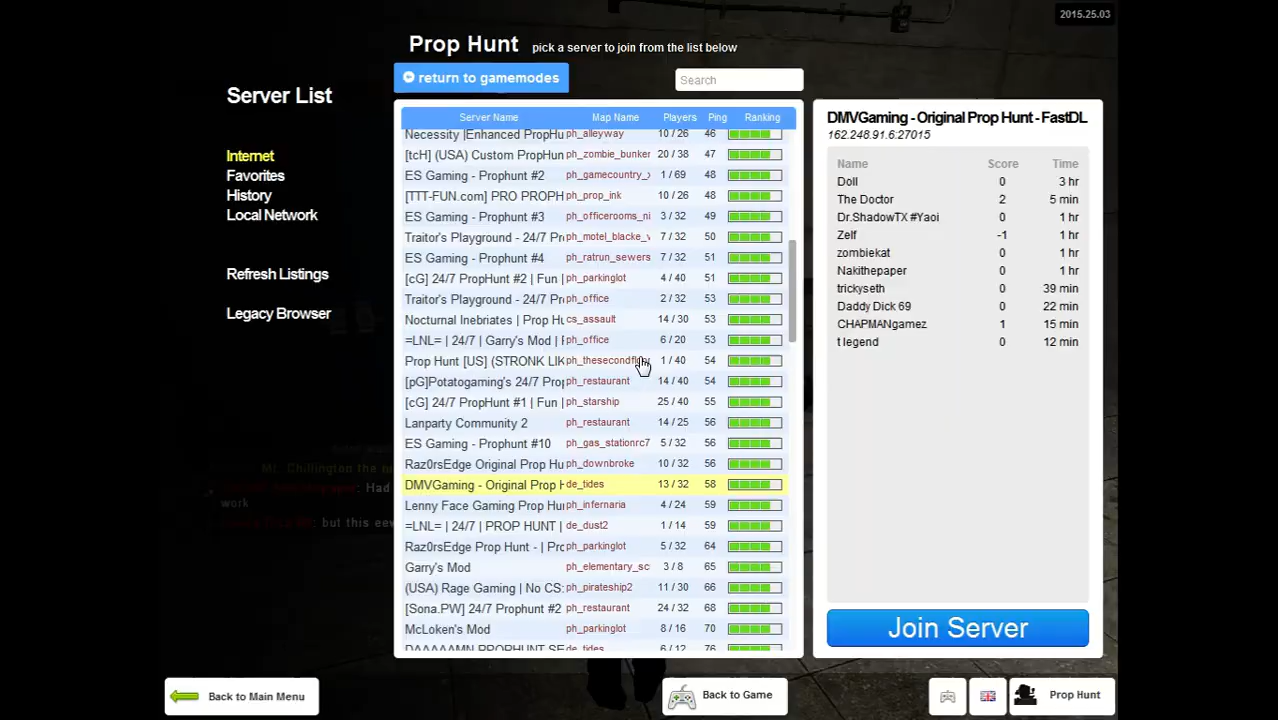 2015.25.03
Prop Hunt pick a server to join from the list below
return to gamemodes
Search
Server List
Internet
Favorites
History
Local Network
Refresh Listings
Legacy Browser
Server Name Map Name Players Ping Ranking
Necessity |Enhanced PropHu ph_alleyway 10 / 26 46
[tcH] (USA) Custom PropHun ph_zombie_bunker 20 / 38 47
ES Gaming - Prophunt #2 ph_gamecountry_ 1 / 69 48
[TTT-FUN.com] PRO PROPH ph_prop_ink 10 / 26 48
ES Gaming - Prophunt #3 ph_officerooms_ni 3 / 32 49
Traitor's Playground - 24/7 Pr ph_motel_blacke_v 7 / 32 50
ES Gaming - Prophunt #4 ph_ratrun_sewers 7 / 32 51
[cG] 24/7 PropHunt #2 | Fun | ph_parkinglot 4 / 40 51
Traitor's Playground - 24/7 Pr ph_office 2 / 32 53
Nocturnal Inebriates | Prop Hu cs_assault 14 / 30 53
=LNL= | 24/7 | Garry's Mod | ph_office 6 / 20 53
Prop Hunt [US] (STRONK LIK ph_thesecondf 1 / 40 54
[pG]Potatogaming's 24/7 Prop ph_restaurant 14 / 40 54
[cG] 24/7 PropHunt #1 | Fun | ph_starship 25 / 40 55
Lanparty Community 2 ph_restaurant 14 / 25 56
ES Gaming - Prophunt #10 ph_gas_stationrc7 5 / 32 56
Raz0rsEdge Original Prop Hu ph_downbroke 10 / 32 56
DMVGaming - Original Prop H de_tides 13 / 32 58
Lenny Face Gaming Prop Hu ph_infernaria 4 / 24 59
=LNL= | 24/7 | PROP HUNT | de_dust2 1 / 14 59
Raz0rsEdge Prop Hunt - | Pro ph_parkinglot 5 / 32 64
Garry's Mod ph_elementary_sc 3 / 8 65
(USA) Rage Gaming | No CS: ph_pirateship2 11 / 30 66
[Sona.PW] 24/7 Prophunt #2 ph_restaurant 24 / 32 68
McLoken's Mod ph_parkinglot 8 / 16 70
DAAAAAMN PROPHUNT SE de_tides 6 / 12 76
DMVGaming - Original Prop Hunt - FastDL
162.248.91.6:27015
Name Score Time
Doll 0 3 hr
The Doctor 2 5 min
Dr.ShadowTX #Yaoi 0 1 hr
Zelf -1 1 hr
zombiekat 0 1 hr
Nakithepaper 0 1 hr
trickyseth 0 39 min
Daddy Dick 69 0 22 min
CHAPMANgamez 1 15 min
t legend 0 12 min
Join Server
Mr. Chillington the
: Had
work
: but this
Back to Main Menu
Back to Game
Prop Hunt